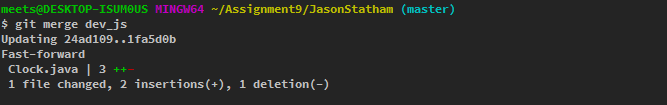 meets@DESKTOP-ISUM0US MINGW64 ~/Assignment9/JasonStatham (master)
$ git merge dev_js
Updating 24ad109..1fa5d0b
Fast-forward
 Clock.java | 3 ++-
 1 file changed, 2 insertions(+), 1 deletion(-)